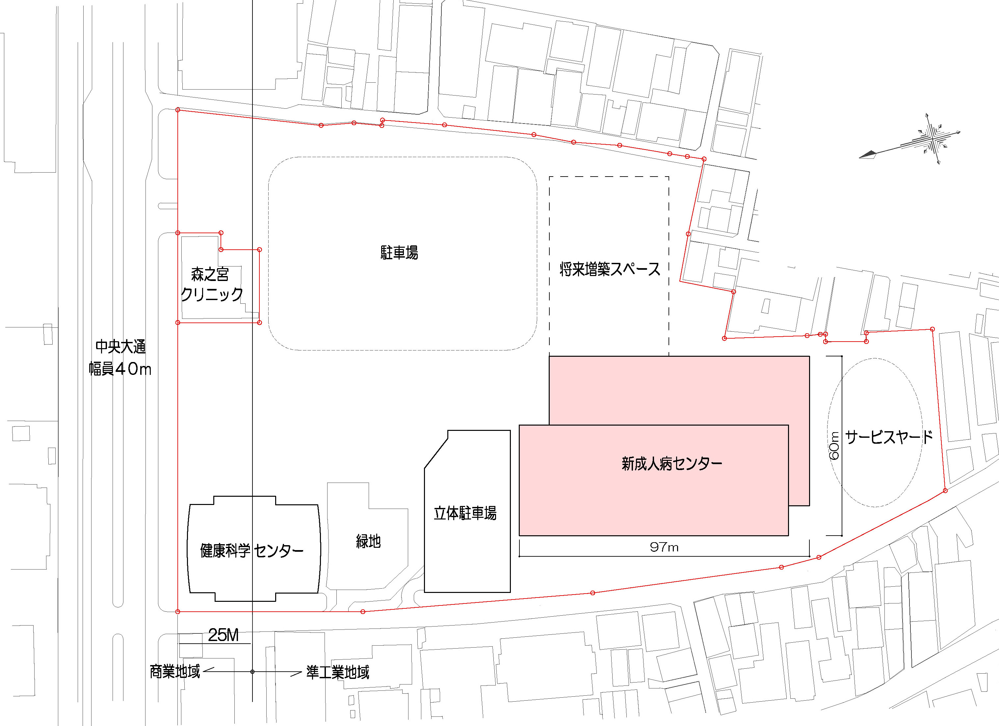 駐車場
将来増築スペース
森之宮
クリニック
中央大通
幅員40m
サービスヤード
60m
新成人病センター
立体駐車場
緑地
健康科学センター
97m
25M
商業地域
準工業地域